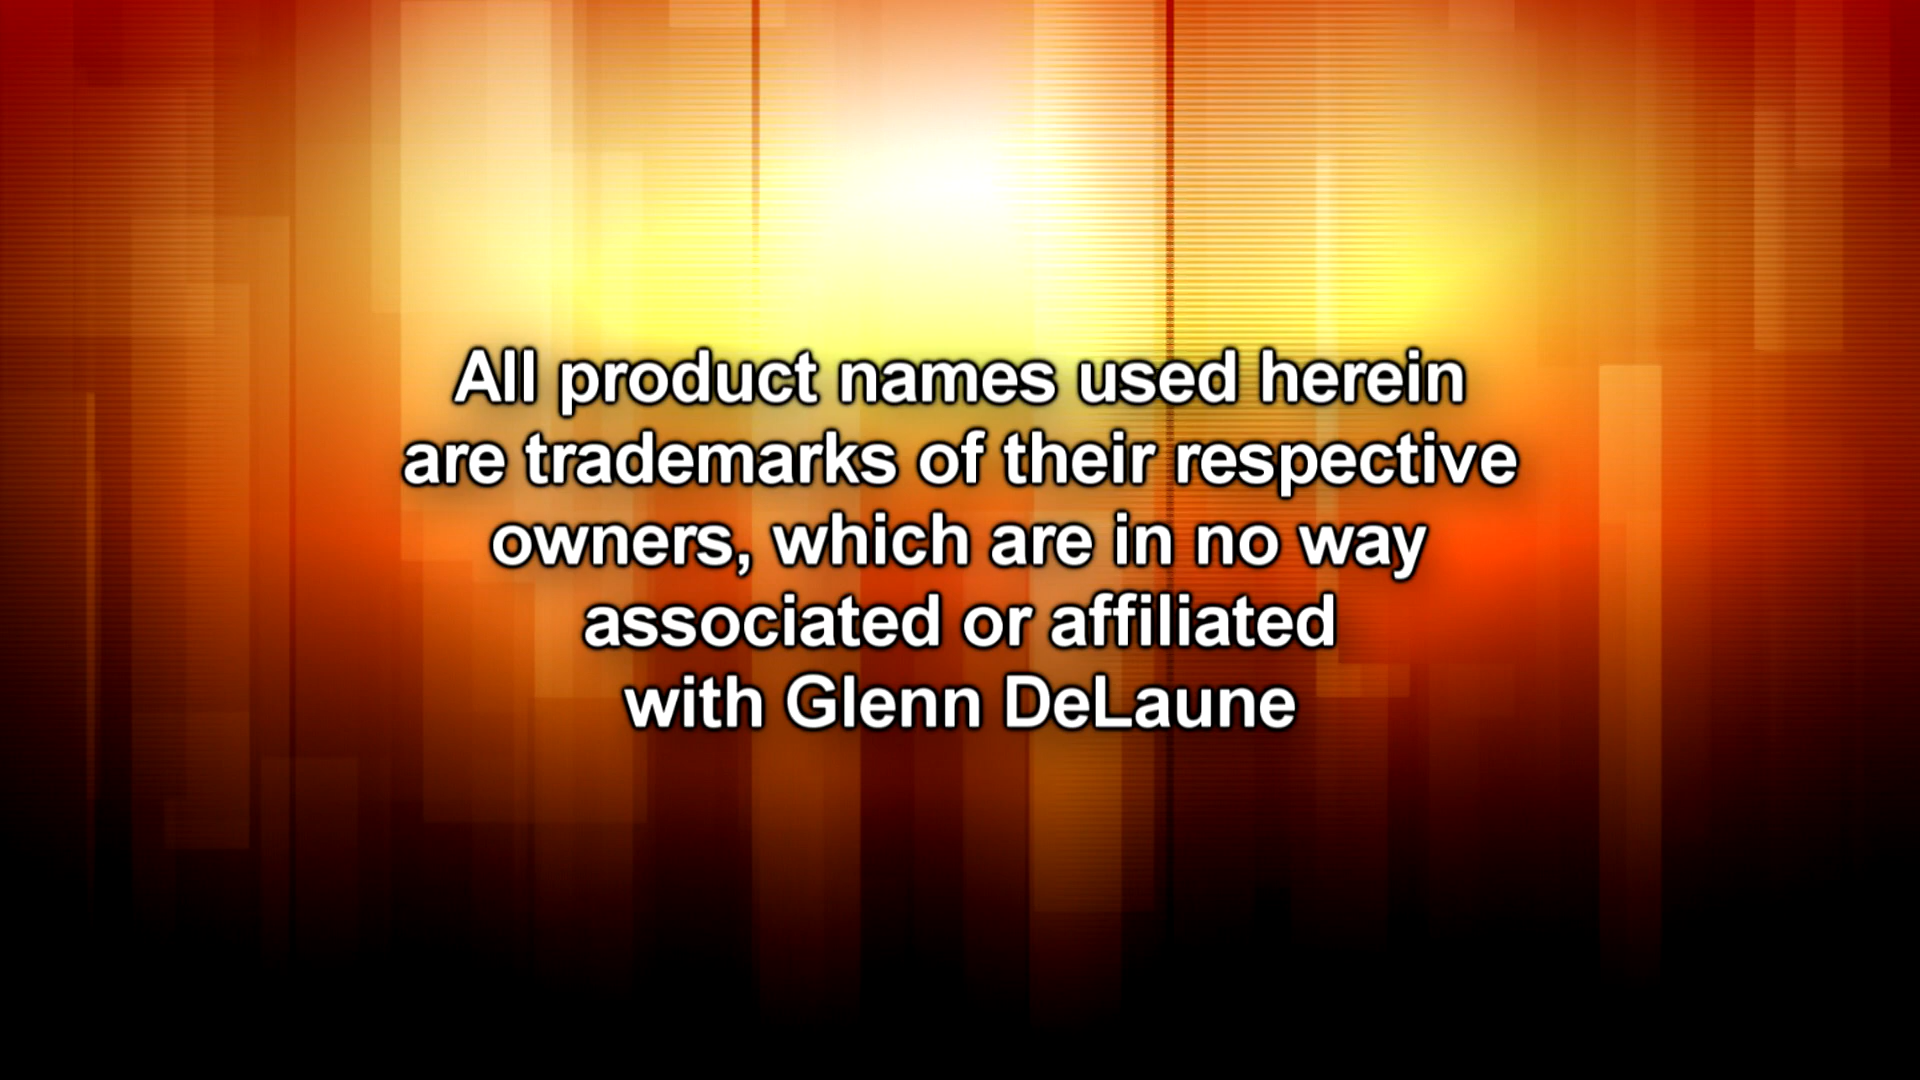 All product names used herein
are trademarks of their respective
owners, which are in no way
associated or affiliated
with Glenn DeLaune